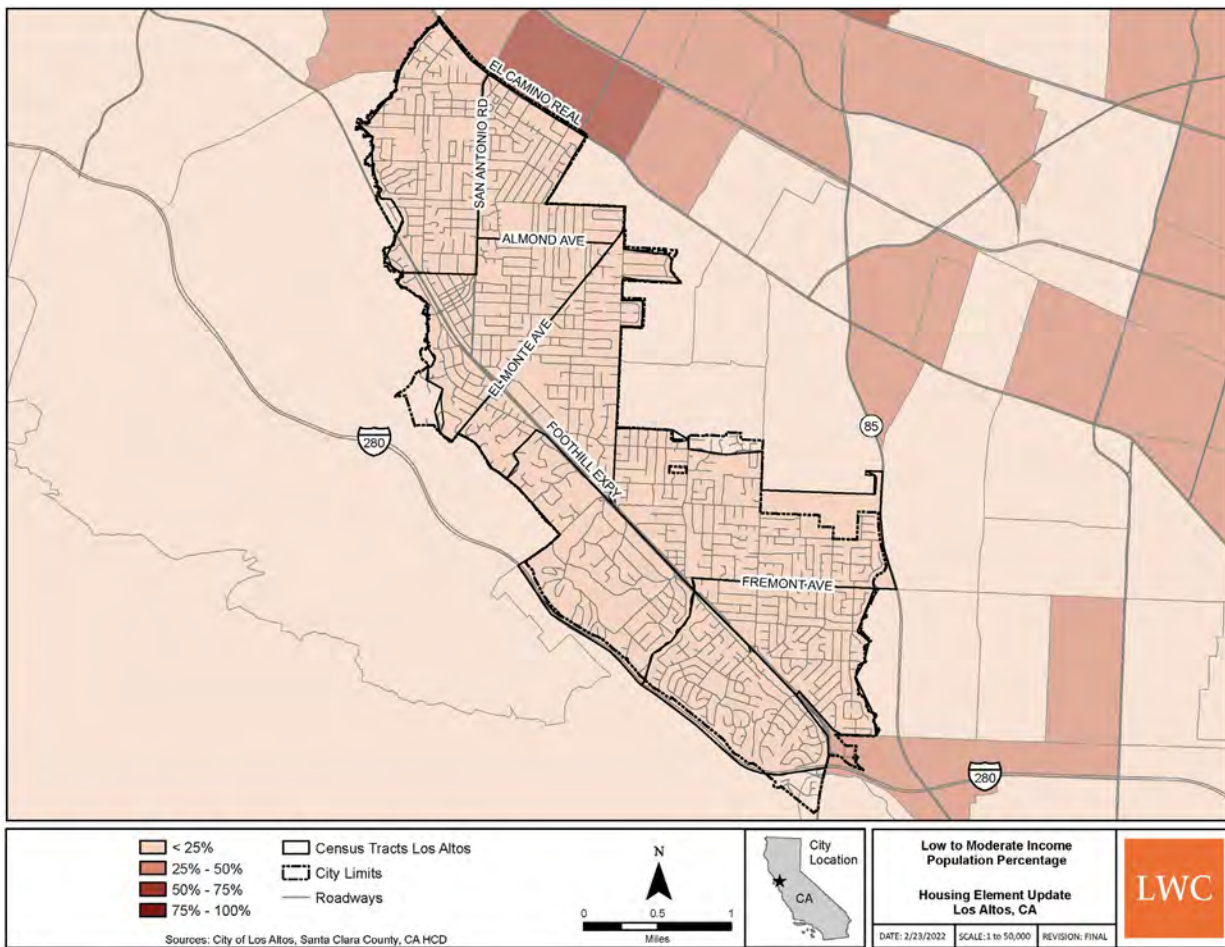 EL CAMINO REAL
SAN ANTONIO RD
ALMOND AVE
EL MONTE AVE
FOOTHILL EXPY
85
280
FREMONT AVE
280
< 25%
25% - 50%
50% - 75%
75% - 100%
Census Tracts Los Altos
City Limits
Roadways
Sources: City of Los Altos, Santa Clara County, CA HCD
N
0 0.5 1
Miles
City
Location
CA
Low to Moderate Income
Population Percentage
Housing Element Update
Los Altos, CA
DATE: 2/23/2022 SCALE: 1 to 50,000 REVISION: FINAL
LWC